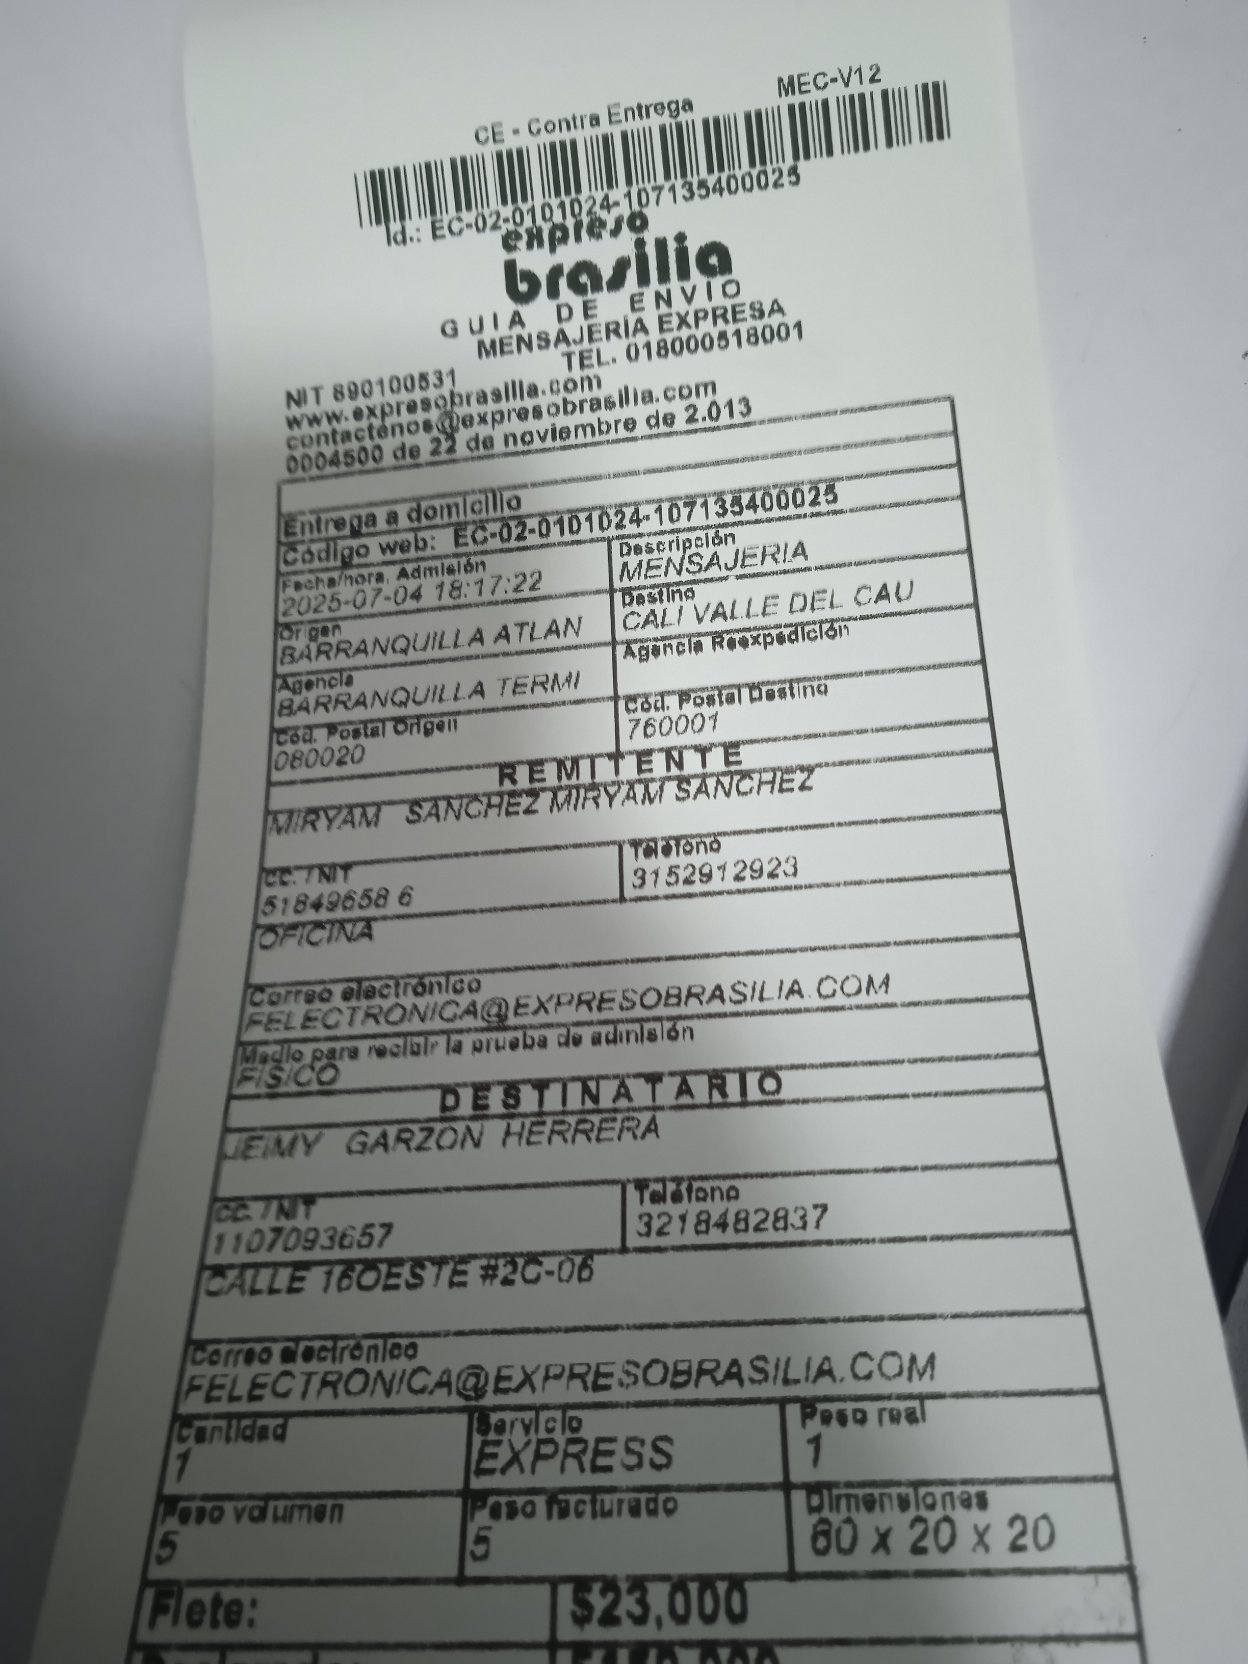 CE - Contra Entrega MEC-V12
Id.: EC-02-0101024-107135400025
expreso
brasilia
GUIA DE ENVIO
MENSAJERÍA EXPRESA
TEL. 018000518001
NIT 890100531
www.expresobrasilia.com
contactenos@expresobrasilia.com
0004500 de 22 de noviembre de 2.013
Entrega a domicilio
Código web: EC-02-0101024-107135400025
Fecha/hora. Admisión Descripción
2025-07-04 18:17:22 MENSAJERIA
Origen Destino
BARRANQUILLA ATLAN CALI VALLE DEL CAU
Agencia Agencia Reexpedición
BARRANQUILLA TERMI
Cód. Postal Origen Cód. Postal Destino
080020 760001
REMITENTE
MIRYAM SANCHEZ MIRYAM SANCHEZ
CC. / NIT Teléfono
51849658 6 3152912923
OFICINA
Correo electrónico
FELECTRONICA@EXPRESOBRASILIA.COM
Medio para recibir la prueba de admisión
FISICO
DESTINATARIO
JEIMY GARZON HERRERA
CC. / NIT Teléfono
1107093657 3218482837
CALLE 16OESTE #2C-06
Correo electrónico
FELECTRONICA@EXPRESOBRASILIA.COM
Cantidad Servicio Peso real
1 EXPRESS 1
Peso volumen Peso facturado Dimensiones
5 5 60 x 20 x 20
Flete: $23,000